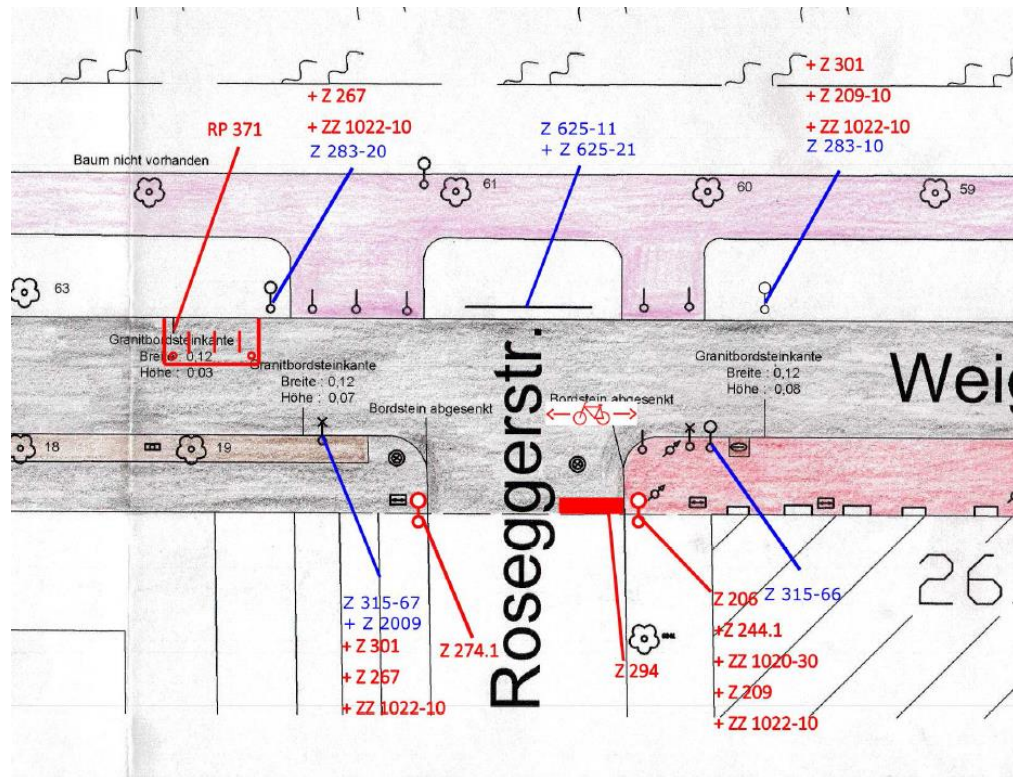 + Z 301
+ Z 267
+ Z 209-10
RP 371
+ ZZ 1022-10
Z 625-11
+ ZZ 1022-10
Z 283-20
+ Z 625-21
Z 283-10
Baum nicht vorhanden
61
60
59
63
Granitbordsteinkante
Breite : 0,12
Höhe : 0,03
Granitbordsteinkante
Breite : 0,12
Höhe : 0,07
Granitbordsteinkante
Breite : 0,12
Höhe : 0,08
Weig
Bordstein abgesenkt
Bordstein abgesenkt
18
19
Roseggerstr.
26
Z 315-67
+ Z 2009
+ Z 301
+ Z 267
+ ZZ 1022-10
Z 274.1
Z 294
Z 206
+Z 244.1
+ ZZ 1020-30
+ Z 209
+ ZZ 1022-10
Z 315-66